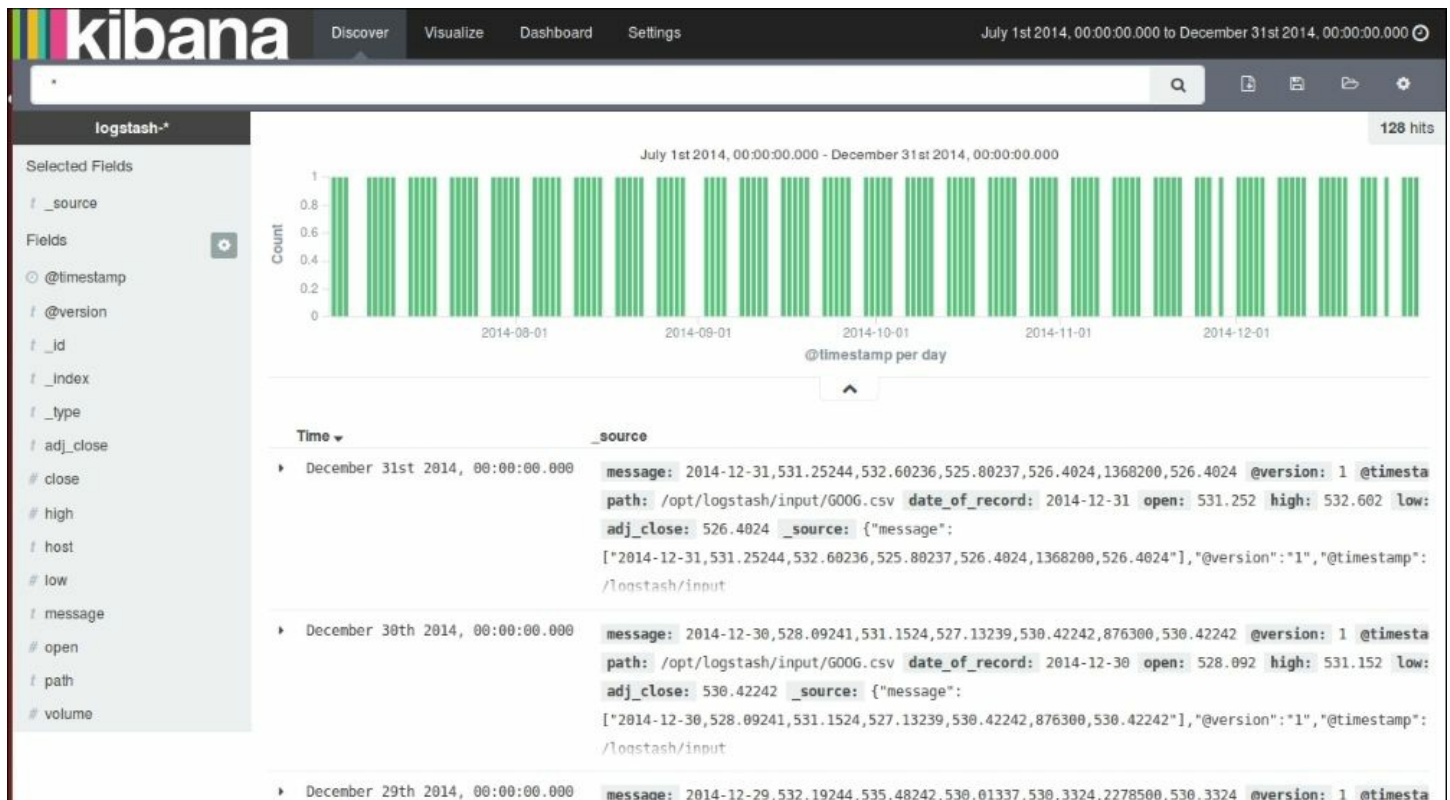 kibana Discover Visualize Dashboard Settings July 1st 2014, 00:00:00.000 to December 31st 2014, 00:00:00.000
*
logstash-*
128 hits
Selected Fields
t _source
Fields
@timestamp
t @version
t _id
t _index
t _type
t adj_close
# close
# high
t host
# low
t message
# open
t path
# volume
July 1st 2014, 00:00:00.000 - December 31st 2014, 00:00:00.000
Count
1
0.8
0.6
0.4
0.2
0
2014-08-01 2014-09-01 2014-10-01 2014-11-01 2014-12-01
@timestamp per day
Time _source
December 31st 2014, 00:00:00.000 message: 2014-12-31,531.25244,532.60236,525.80237,526.4024,1368200,526.4024 @version: 1 @timesta
path: /opt/logstash/input/GOOG.csv date_of_record: 2014-12-31 open: 531.252 high: 532.602 low:
adj_close: 526.4024 _source: {"message":
["2014-12-31,531.25244,532.60236,525.80237,526.4024,1368200,526.4024"],"@version":"1","@timestamp":
/logstash/input
December 30th 2014, 00:00:00.000 message: 2014-12-30,528.09241,531.1524,527.13239,530.42242,876300,530.42242 @version: 1 @timesta
path: /opt/logstash/input/GOOG.csv date_of_record: 2014-12-30 open: 528.092 high: 531.152 low:
adj_close: 530.42242 _source: {"message":
["2014-12-30,528.09241,531.1524,527.13239,530.42242,876300,530.42242"],"@version":"1","@timestamp":
/logstash/input
December 29th 2014, 00:00:00.000 message: 2014-12-29,532.19244,535.48242,530.01337,530.3324,2278500,530.3324 @version: 1 @timesta